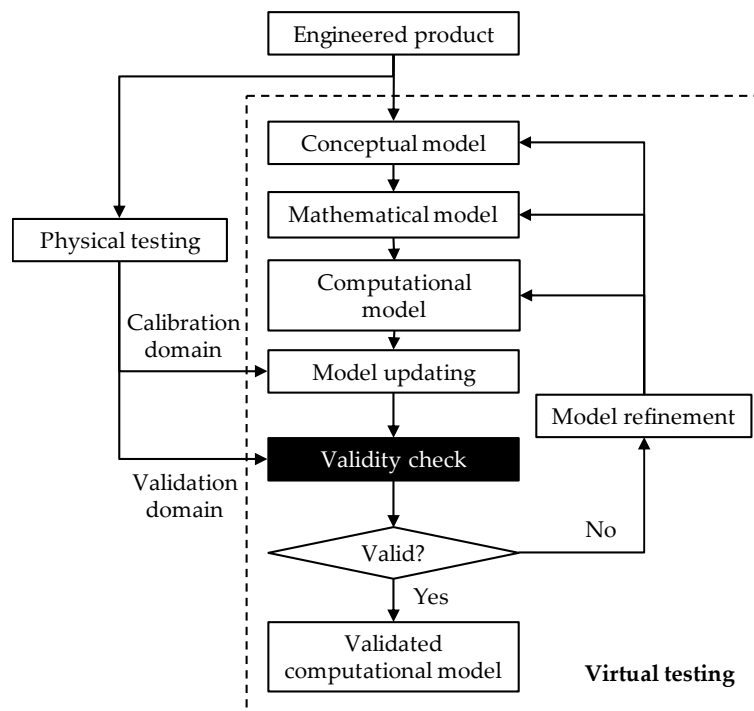 Engineered product
Conceptual model
Mathematical model
Physical testing
Computational
model
Calibration
domain
Model updating
Model refinement
Validity check
Validation
domain
Valid?
No
Yes
Validated
computational model
Virtual testing